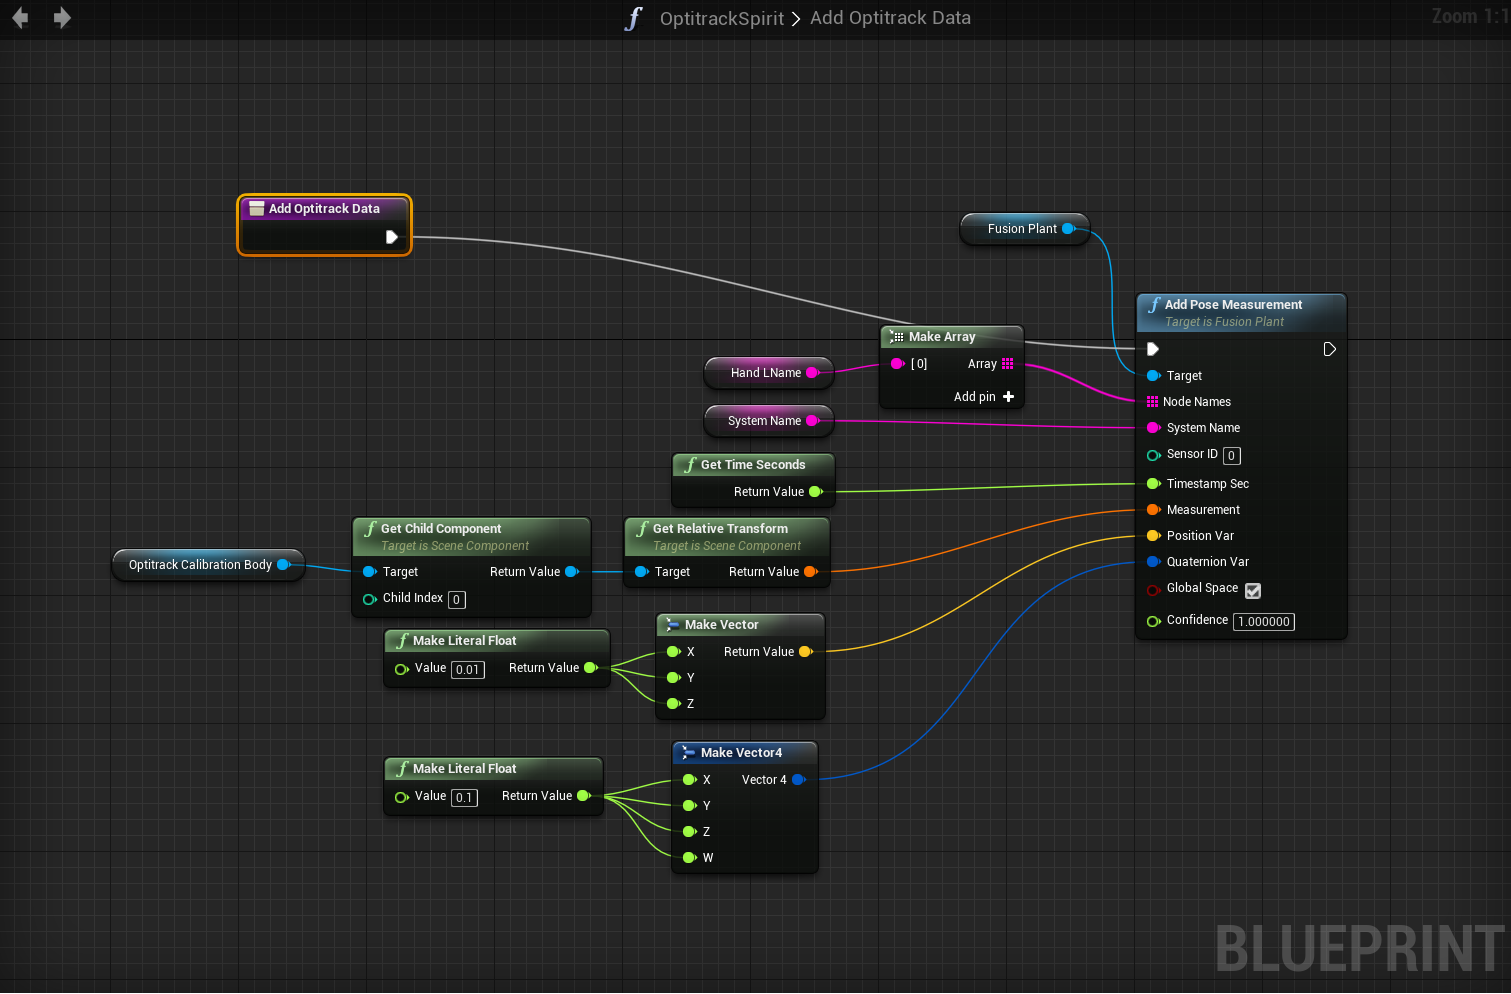 OptitrackSpirit > Add Optitrack Data
Zoom 1:1
Add Optitrack Data
Fusion Plant
Add Pose Measurement
Target is Fusion Plant
Target
Node Names
System Name
Sensor ID 0
Timestamp Sec
Measurement
Position Var
Quaternion Var
Global Space
Confidence 1.000000
Make Array
[0] Array
Add pin
Hand LName
System Name
Get Time Seconds
Return Value
Optitrack Calibration Body
Get Child Component
Target is Scene Component
Target Return Value
Child Index 0
Get Relative Transform
Target is Scene Component
Target Return Value
Make Literal Float
Value 0.01 Return Value
Make Vector
X Return Value
Y
Z
Make Literal Float
Value 0.1 Return Value
Make Vector4
X Vector 4
Y
Z
W
BLUEPRINT